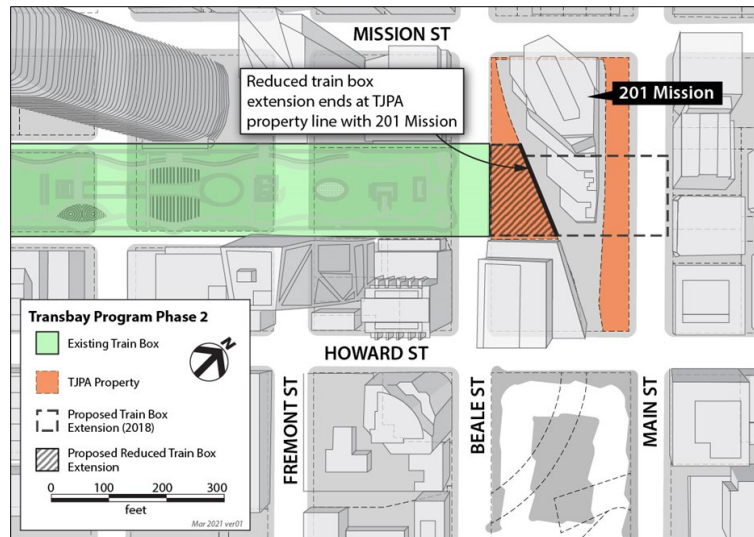 MISSION ST
Reduced train box
extension ends at TJPA
property line with 201 Mission
201 Mission
Transbay Program Phase 2
Existing Train Box
N
TJPA Property
Proposed Train Box
Extension (2018)
Proposed Reduced Train Box
Extension
0 100 200 300
feet
Mar 2021 ver01
HOWARD ST
FREMONT ST
BEALE ST
MAIN ST